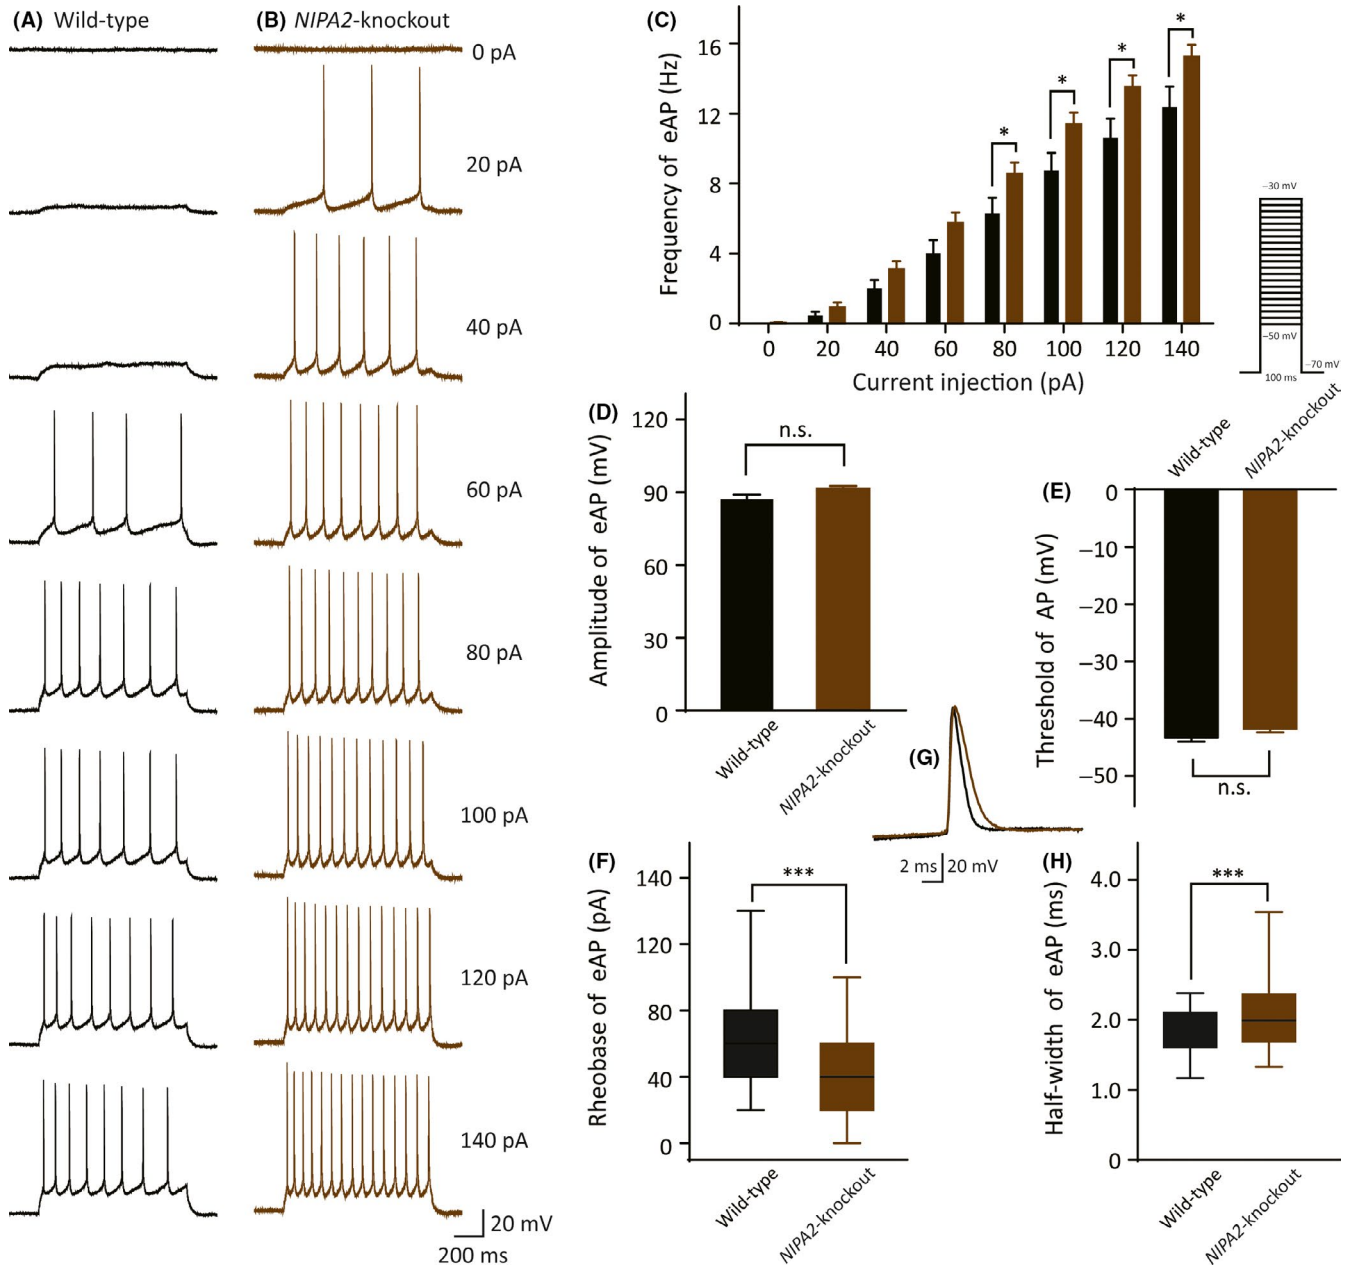 (A) Wild-type
(B) NIPA2-knockout
0 pA
20 pA
40 pA
60 pA
80 pA
100 pA
120 pA
140 pA
20 mV
200 ms
(C)
Frequency of eAP (Hz)
16
12
8
4
0
* * * *
0 20 40 60 80 100 120 140
Current injection (pA)
−30 mV
−50 mV
−70 mV
100 ms
(D)
Amplitude of eAP (mV)
120
90
60
30
0
n.s.
Wild-type
NIPA2-knockout
(E)
Wild-type
NIPA2-knockout
Threshold of AP (mV)
0
−10
−20
−30
−40
−50
n.s.
(F)
Rheobase of eAP (pA)
140
120
80
40
0
***
Wild-type
NIPA2-knockout
(G)
2 ms 20 mV
(H)
Half-width of eAP (ms)
4.0
3.0
2.0
1.0
0
***
Wild-type
NIPA2-knockout